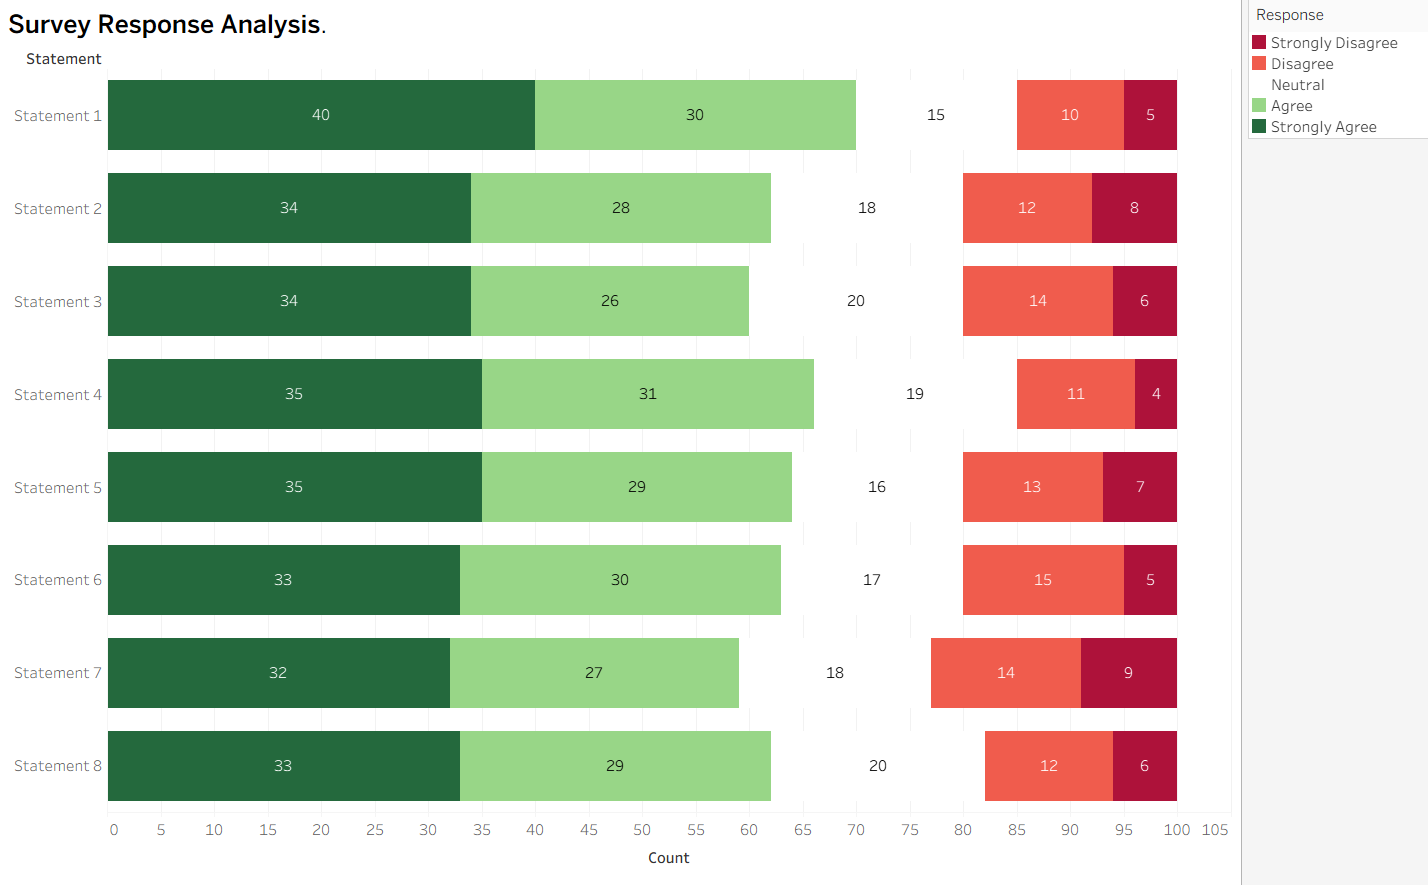 Survey Response Analysis.
Statement
Statement 1 40 30 15 10 5
Statement 2 34 28 18 12 8
Statement 3 34 26 20 14 6
Statement 4 35 31 19 11 4
Statement 5 35 29 16 13 7
Statement 6 33 30 17 15 5
Statement 7 32 27 18 14 9
Statement 8 33 29 20 12 6
0 5 10 15 20 25 30 35 40 45 50 55 60 65 70 75 80 85 90 95 100 105
Count
Response
Strongly Disagree
Disagree
Neutral
Agree
Strongly Agree